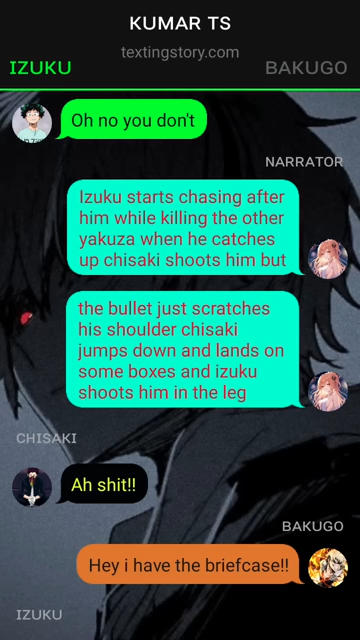 KUMAR TS
textingstory.com
IZUKU
BAKUGO
Oh no you don't
NARRATOR
Izuku starts chasing after
him while killing the other
yakuza when he catches
up chisaki shoots him but
the bullet just scratches
his shoulder chisaki
jumps down and lands on
some boxes and izuku
shoots him in the leg
CHISAKI
Ah shit!!
BAKUGO
Hey i have the briefcase!!
IZUKU